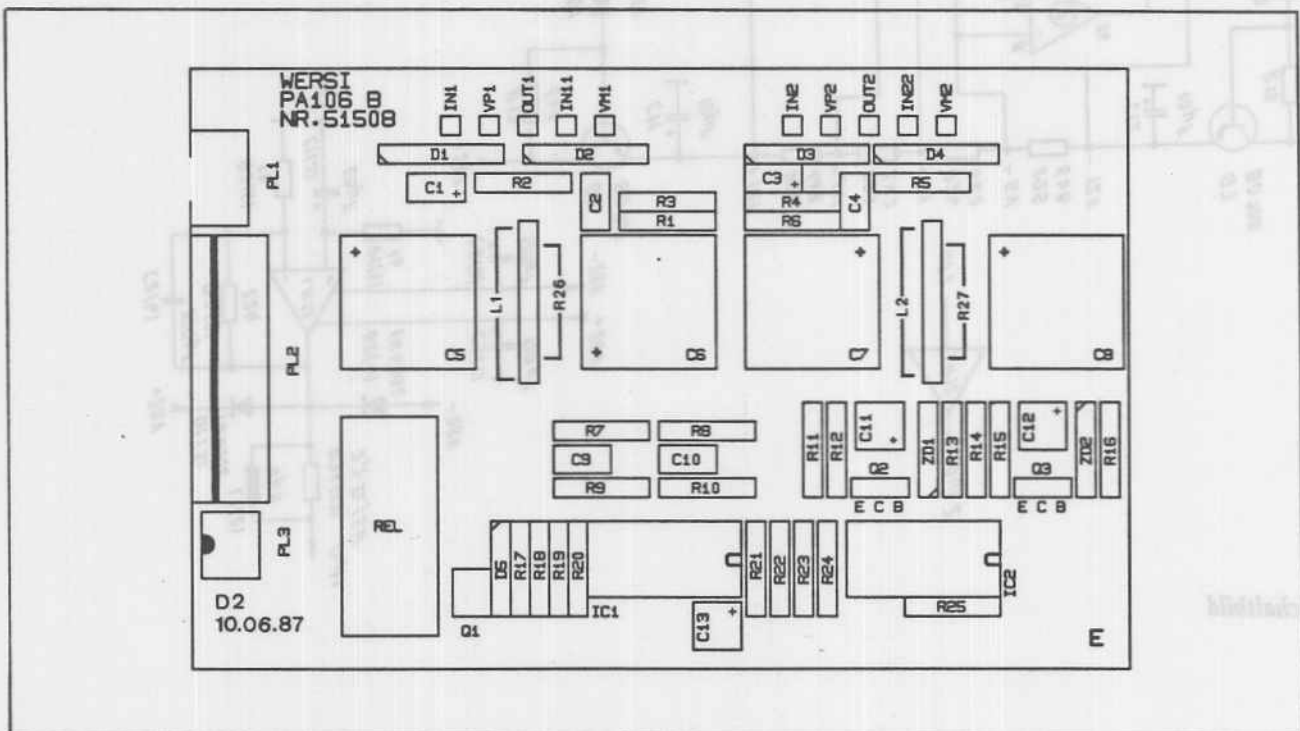 WERSI
PA106 B
NR.51508
IN1
VP1
OUT1
IN11
VM1
IN2
VP2
OUT2
IN22
VM2
D1
D2
D3
D4
PL1
C1
+
R2
C2
R3
R1
C3
+
R4
R6
C4
R5
+
C5
L1
R26
+
C6
+
C7
L2
R27
+
C8
PL2
R7
R8
C9
C10
R9
R10
R11
R12
C11
+
Q2
E C B
ZD1
R13
R14
R15
C12
+
Q3
E C B
ZD2
R16
PL3
REL
D5
R17
R18
R19
R20
IC1
Q1
C13
+
R21
R22
R23
R24
R25
IC2
D2
10.06.87
E